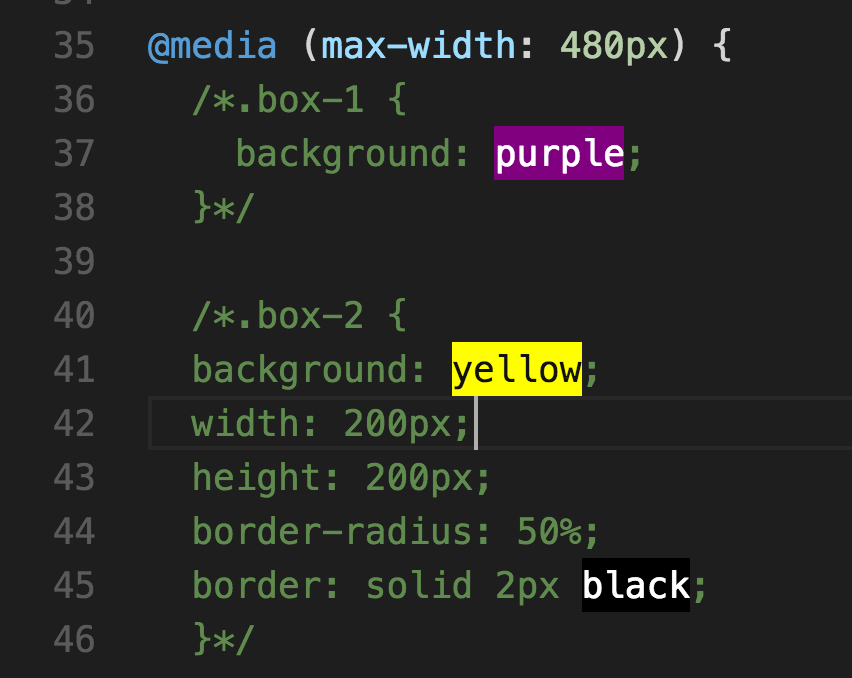 35 @media (max-width: 480px) {
36 /*.box-1 {
37 background: purple;
38 }*/
39
40 /*.box-2 {
41 background: yellow;
42 width: 200px;
43 height: 200px;
44 border-radius: 50%;
45 border: solid 2px black;
46 }*/